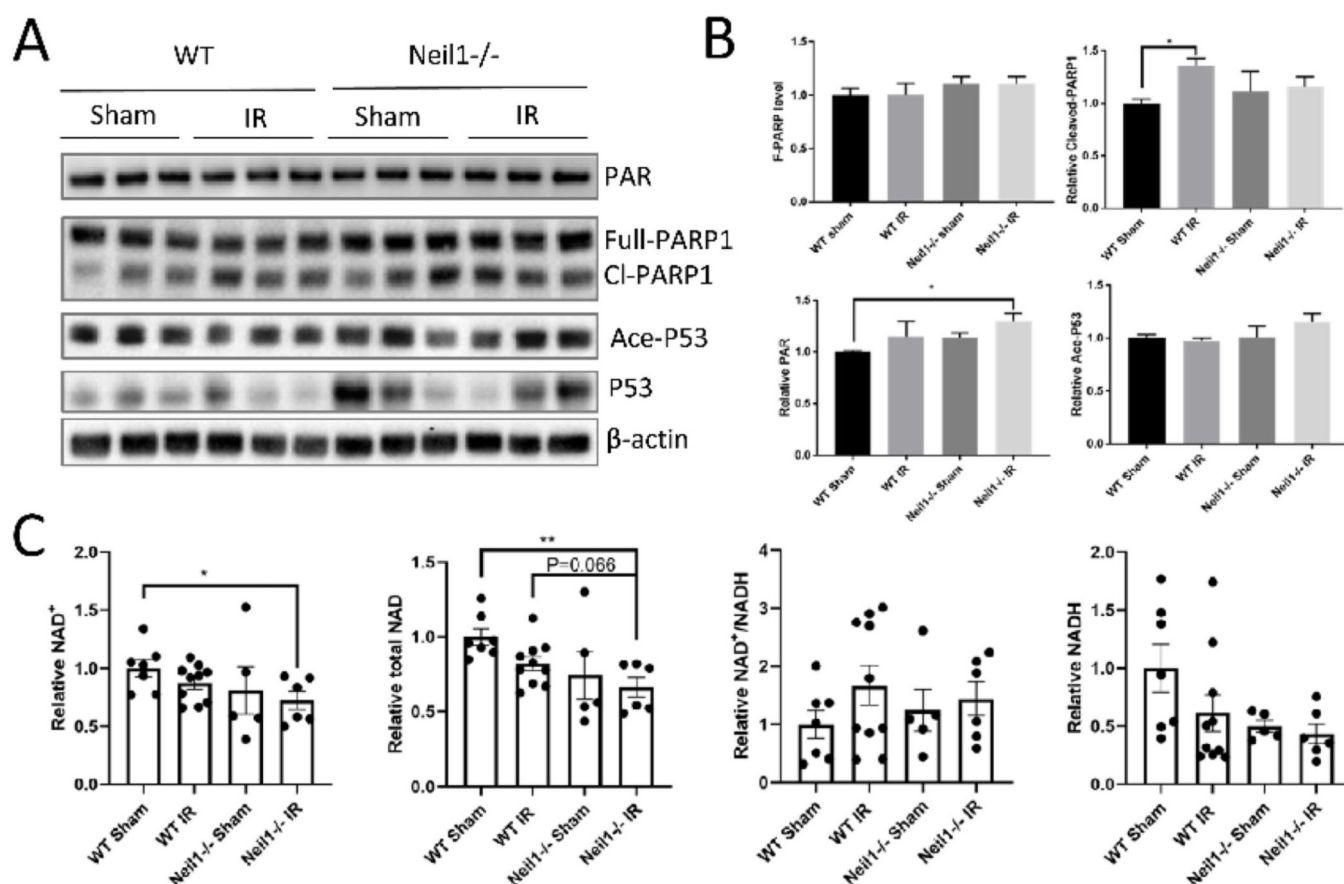 A
WT
Neil1-/-
Sham
IR
Sham
IR
PAR
Full-PARP1
Cl-PARP1
Ace-P53
P53
β-actin
B
F-PARP level
1.5
1.0
0.5
0.0
WT sham
WT IR
Neil1-/- sham
Neil1-/- IR
Relative Cleaved-PARP1
1.5
1.0
0.5
0.0
*
WT Sham
WT IR
Neil1-/- Sham
Neil1-/- IR
Relative PAR
1.5
1.0
0.5
0.0
*
WT Sham
WT IR
Neil1-/- Sham
Neil1-/- IR
Relative Ace-P53
1.5
1.0
0.5
0.0
WT Sham
WT IR
Neil1-/- Sham
Neil1-/- IR
C
Relative NAD+
2.0
1.5
1.0
0.5
0.0
*
WT Sham
WT IR
Neil1-/- Sham
Neil1-/- IR
Relative total NAD
1.5
1.0
0.5
0.0
**
P=0.066
WT Sham
WT IR
Neil1-/- Sham
Neil1-/- IR
Relative NAD+/NADH
4
3
2
1
0
WT Sham
WT IR
Neil1-/- Sham
Neil1-/- IR
Relative NADH
2.0
1.5
1.0
0.5
0.0
WT Sham
WT IR
Neil1-/- Sham
Neil1-/- IR